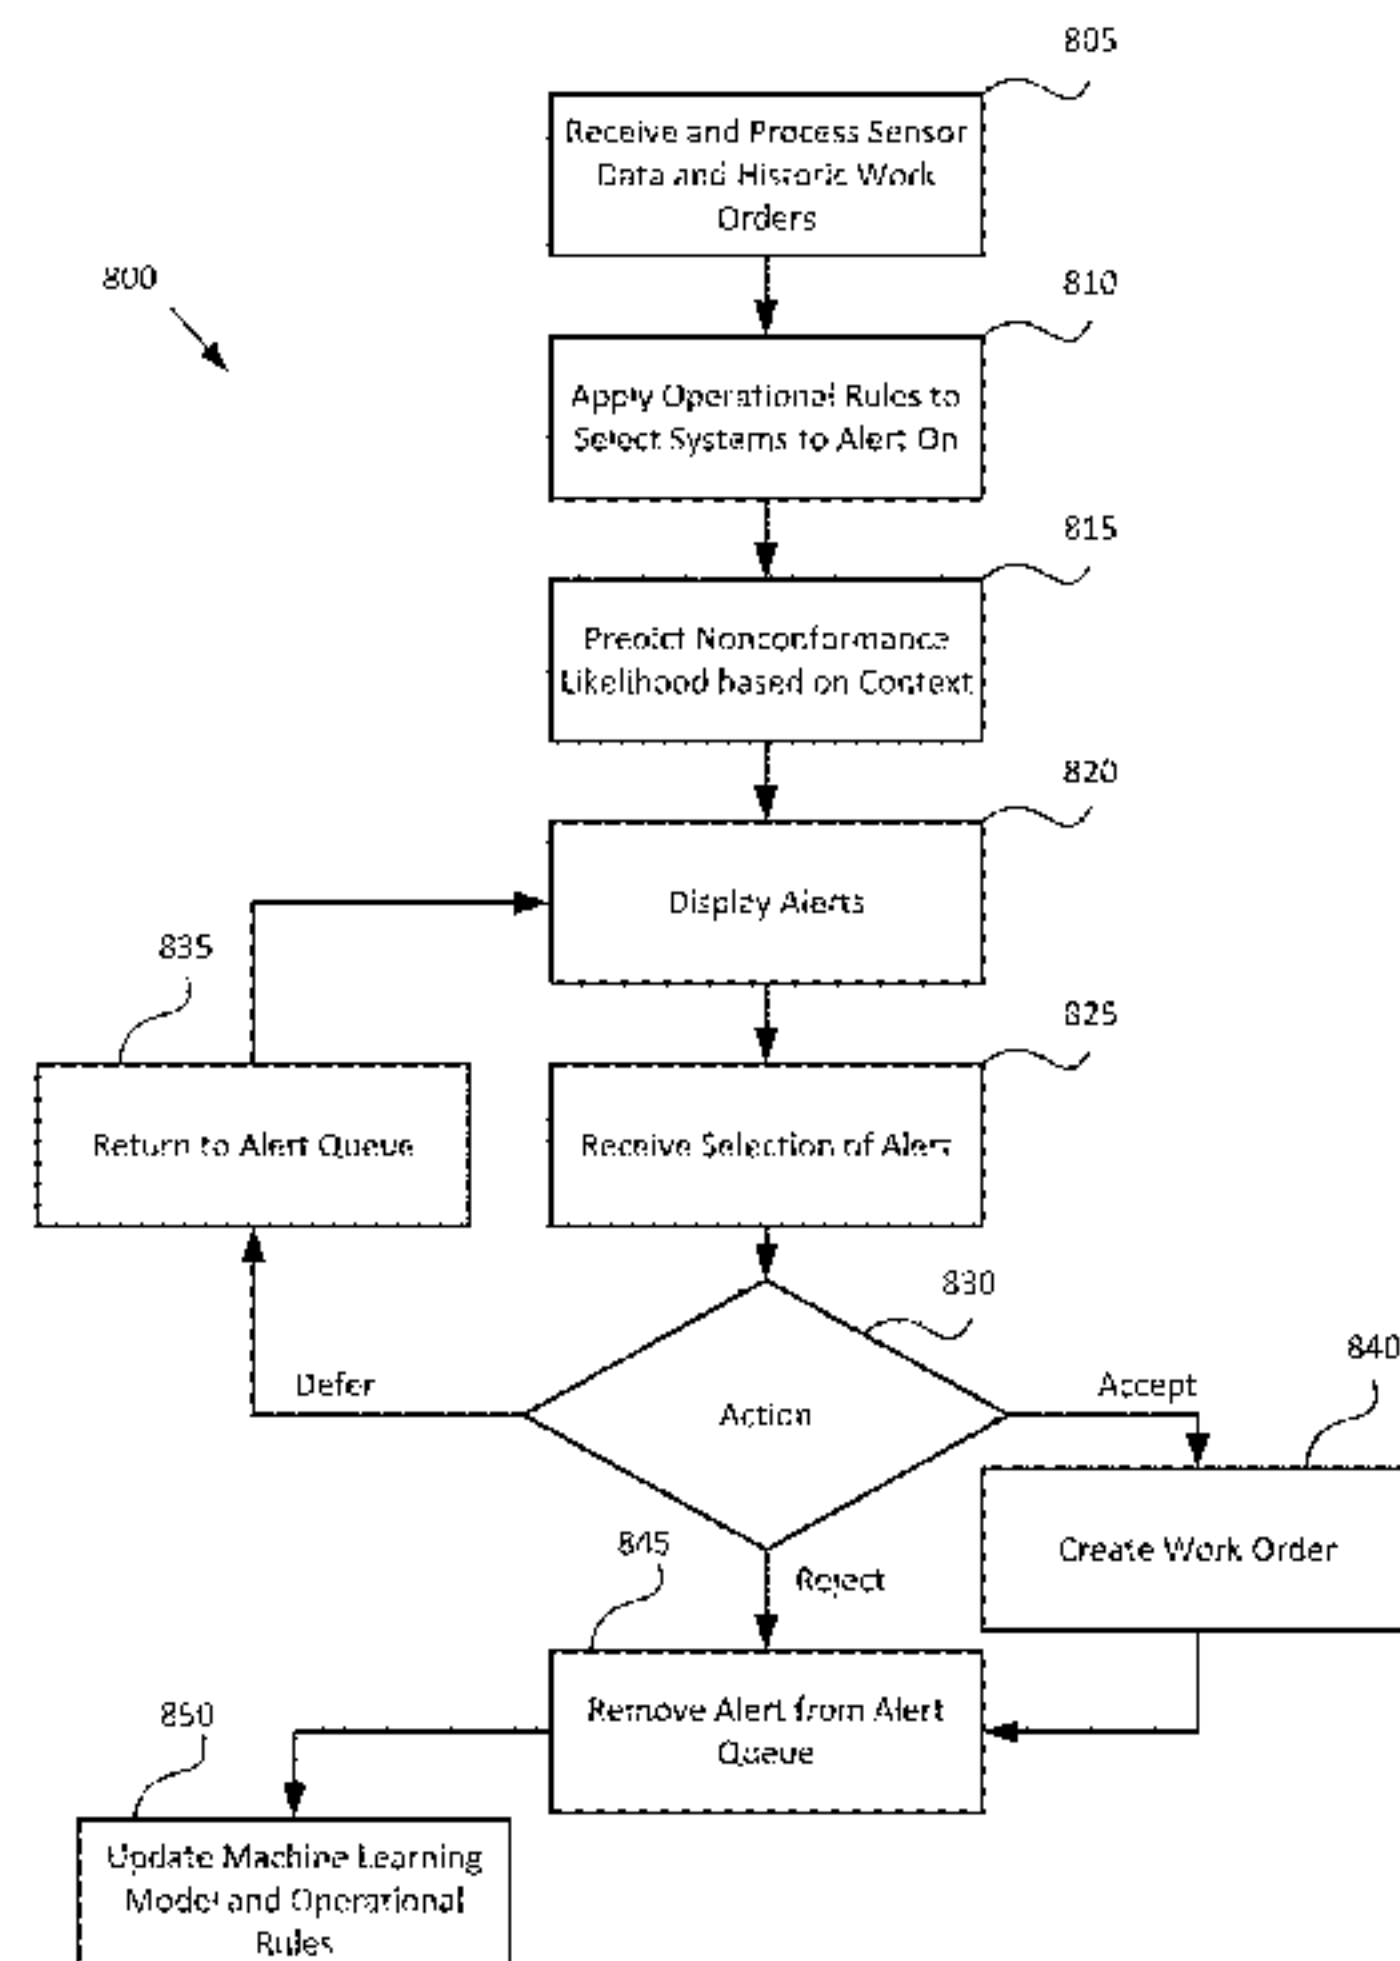 805
Receive and Process Sensor
Data and Historic Work
Orders
800
810
Apply Operational Rules to
Select Systems to Alert On
815
Predict Nonconformance
Likelihood based on Context
820
Display Alerts
835
825
Return to Alert Queue
Receive Selection of Alert
830
840
Defer
Accept
Action
845
Create Work Order
Reject
850
Remove Alert from Alert
Queue
Update Machine Learning
Model and Operational
Rules